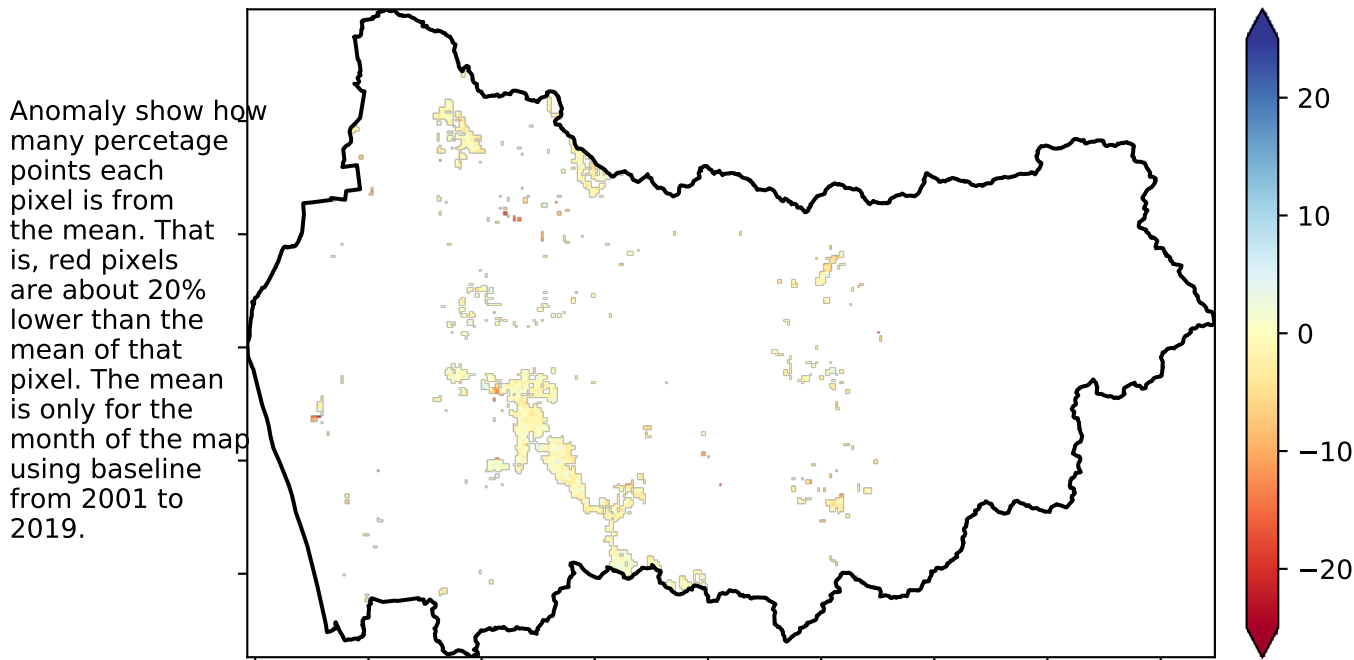 Anomaly show how
many percetage
points each
pixel is from
the mean. That
is, red pixels
are about 20%
lower than the
mean of that
pixel. The mean
is only for the
month of the map
using baseline
from 2001 to
2019.
20
10
0
−10
−20